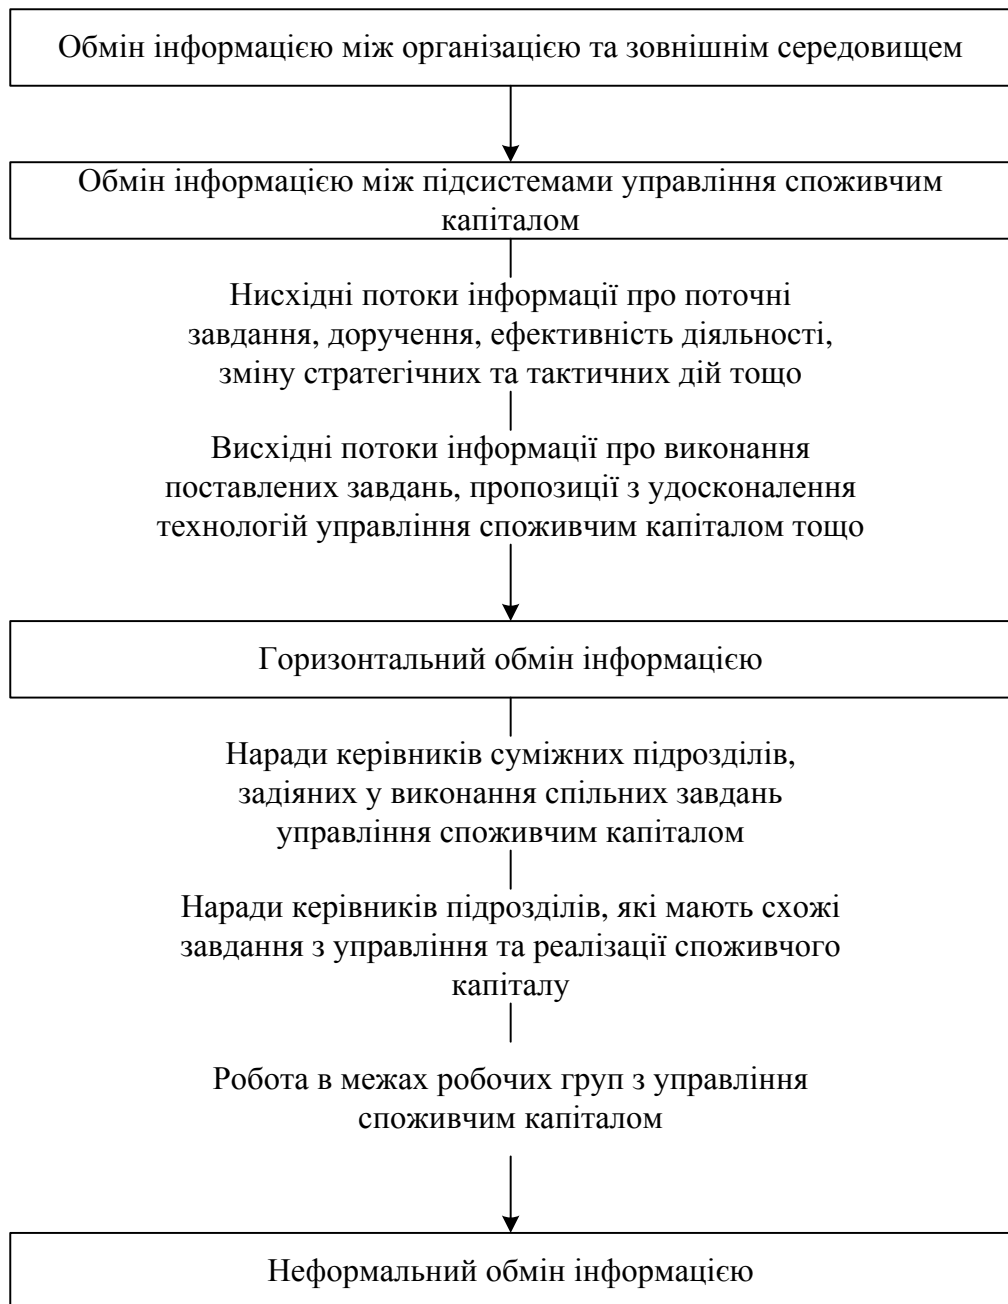 Обмін інформацією між організацією та зовнішнім середовищем
Обмін інформацією між підсистемами управління споживчим
капіталом
Нисхідні потоки інформації про поточні
завдання, доручення, ефективність діяльності,
зміну стратегічних та тактичних дій тощо
Висхідні потоки інформації про виконання
поставлених завдань, пропозиції з удосконалення
технологій управління споживчим капіталом тощо
Горизонтальний обмін інформацією
Наради керівників суміжних підрозділів,
задіяних у виконання спільних завдань
управління споживчим капіталом
Наради керівників підрозділів, які мають схожі
завдання з управління та реалізації споживчого
капіталу
Робота в межах робочих груп з управління
споживчим капіталом
Неформальний обмін інформацією